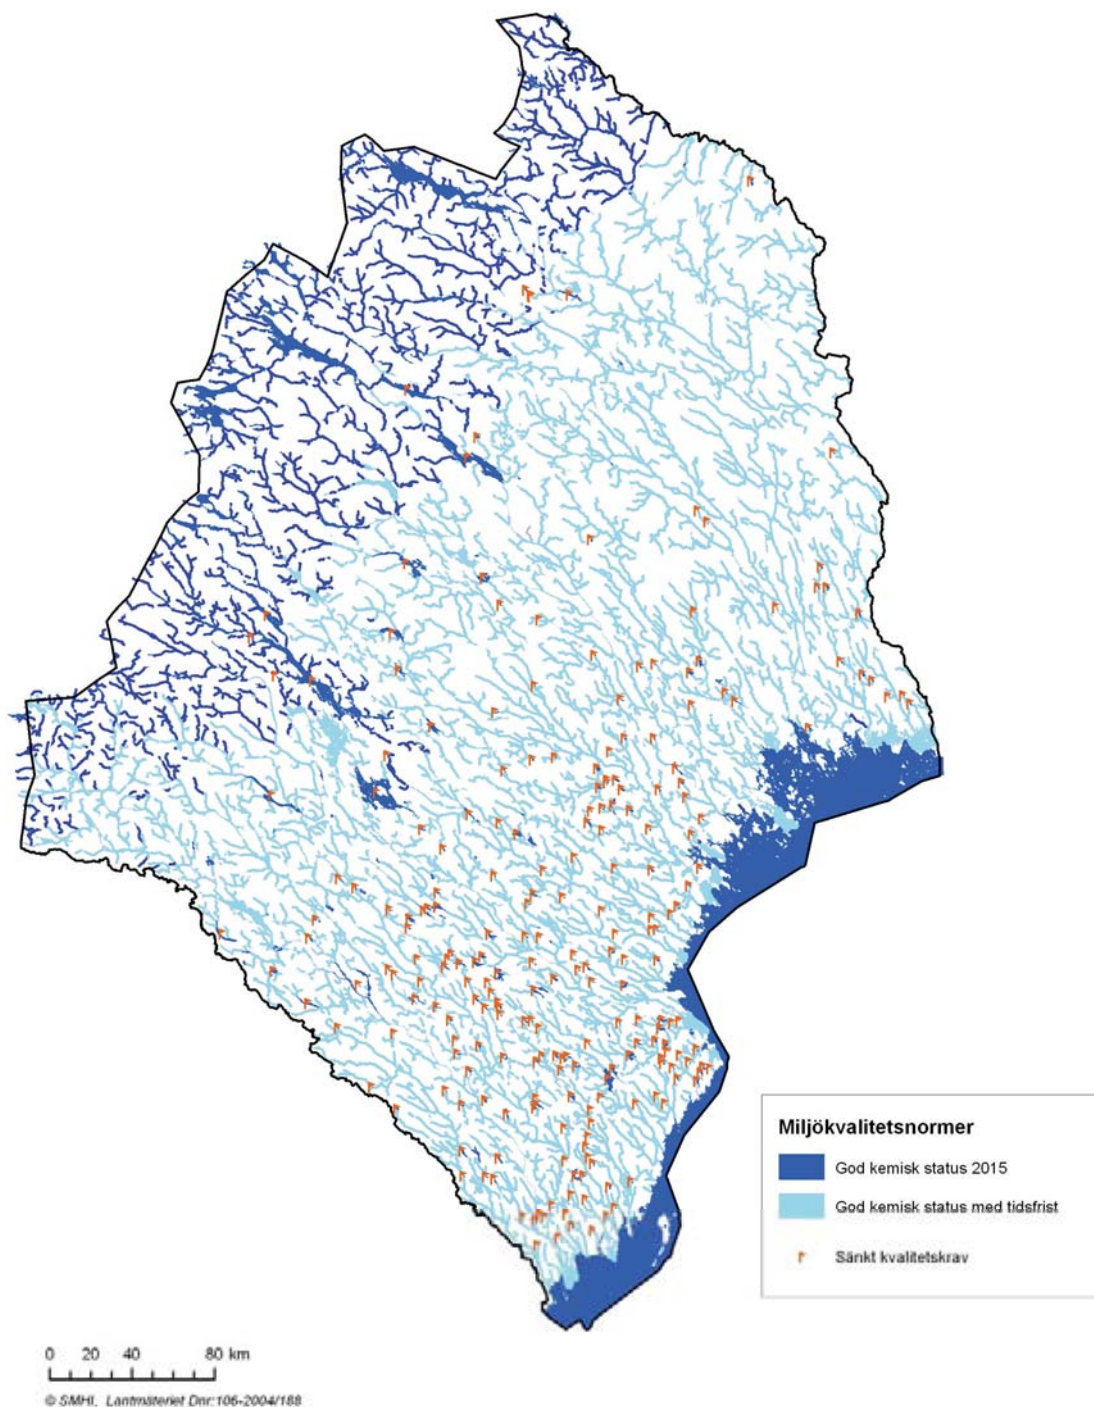 Miljökvalitetsnormer
God kemisk status 2015
God kemisk status med tidsfrist
Sänkt kvalitetskrav
0 20 40 80 km
© SMHI, Lantmäteriet Dnr:106-2004/188